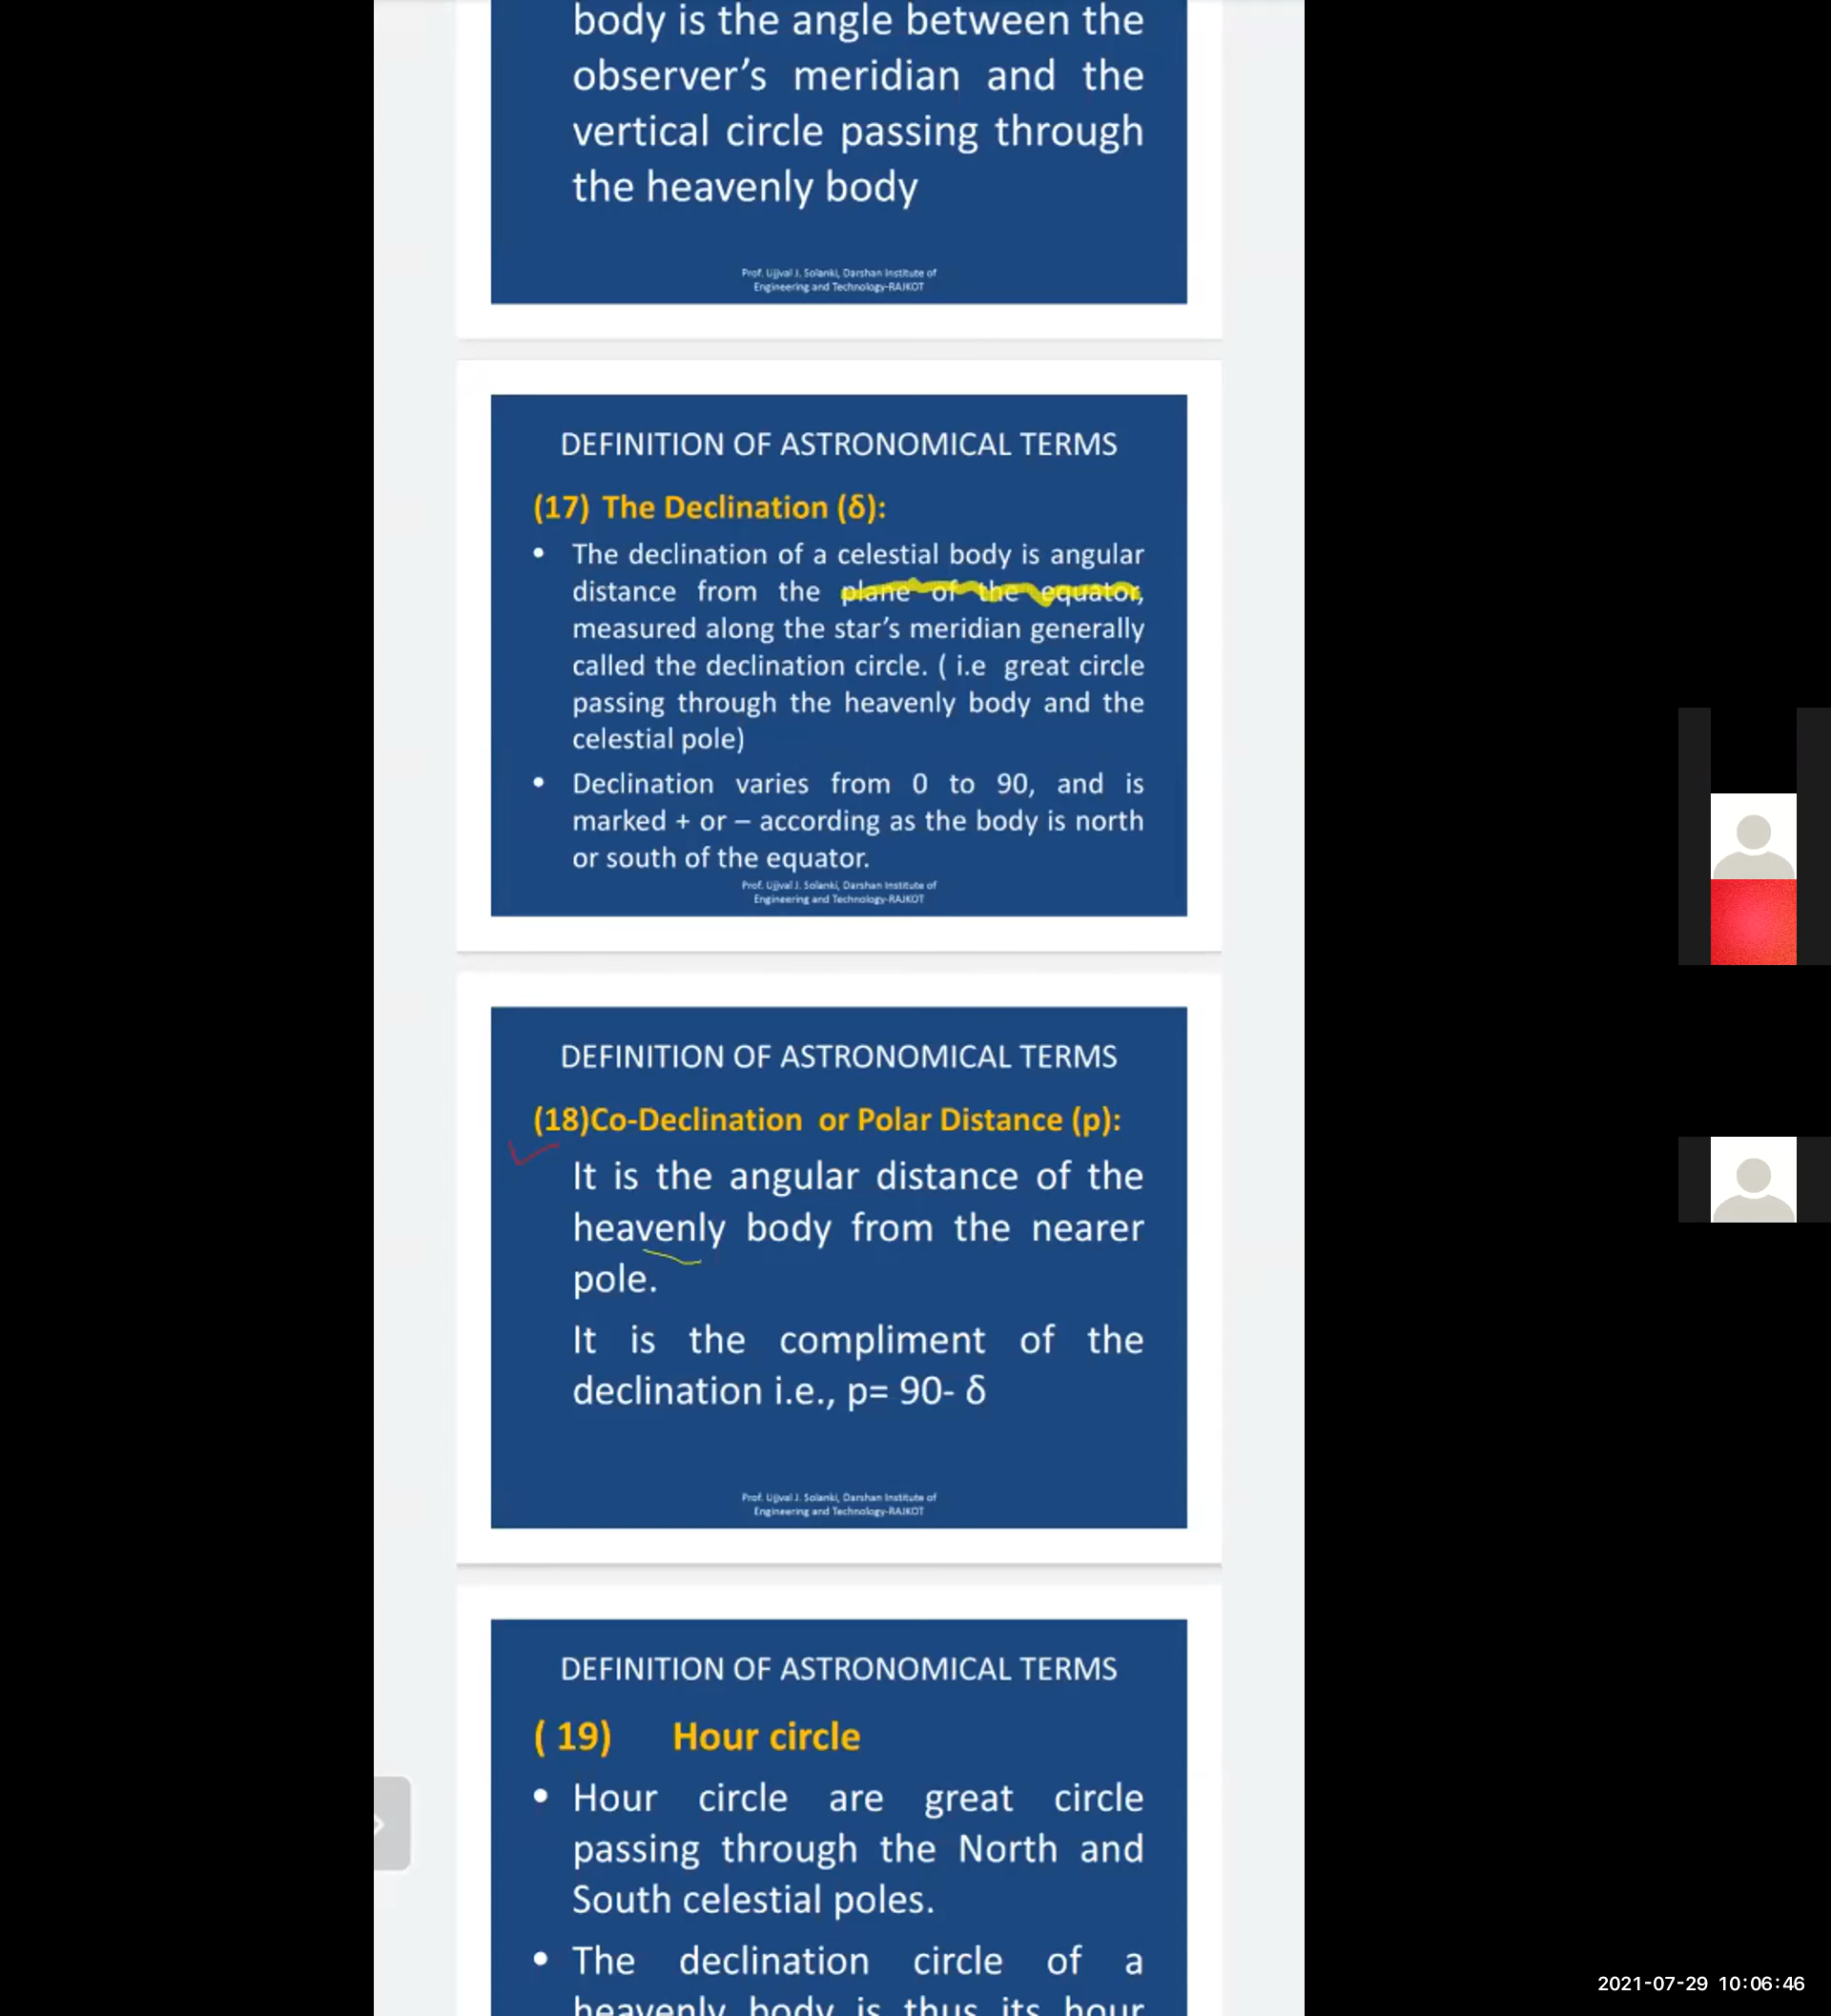 body is the angle between the
observer’s meridian and the
vertical circle passing through
the heavenly body
Prof. Ujjval J. Solanki, Darshan Institute of
Engineering and Technology-RAJKOT
DEFINITION OF ASTRONOMICAL TERMS
(17) The Declination (δ):
• The declination of a celestial body is angular
distance from the plane of the equator,
measured along the star’s meridian generally
called the declination circle. ( i.e great circle
passing through the heavenly body and the
celestial pole)
• Declination varies from 0 to 90, and is
marked + or – according as the body is north
or south of the equator.
Prof. Ujjval J. Solanki, Darshan Institute of
Engineering and Technology-RAJKOT
DEFINITION OF ASTRONOMICAL TERMS
(18)Co-Declination or Polar Distance (p):
It is the angular distance of the
heavenly body from the nearer
pole.
It is the compliment of the
declination i.e., p= 90- δ
Prof. Ujjval J. Solanki, Darshan Institute of
Engineering and Technology-RAJKOT
DEFINITION OF ASTRONOMICAL TERMS
( 19) Hour circle
• Hour circle are great circle
passing through the North and
South celestial poles.
• The declination circle of a
heavenly body is thus its hour
2021-07-29 10:06:46